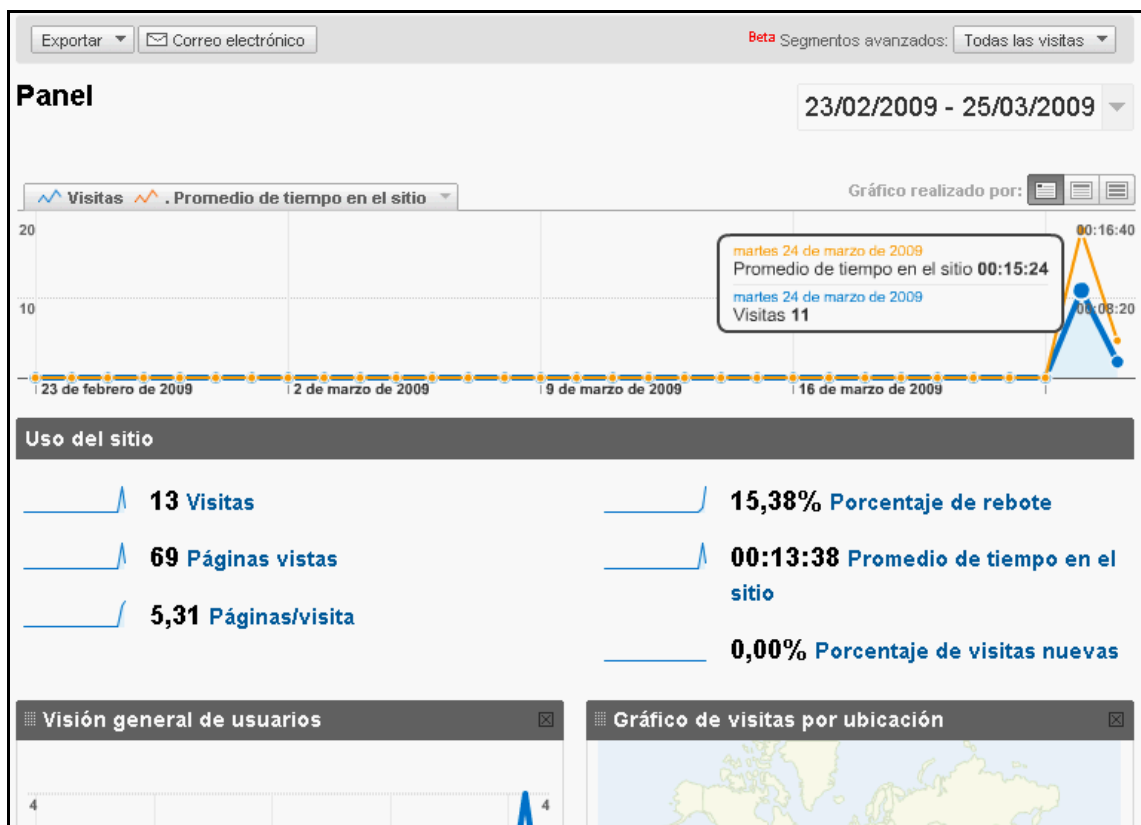 Exportar
Correo electrónico
Beta Segmentos avanzados: Todas las visitas
Panel
23/02/2009 - 25/03/2009
Visitas . Promedio de tiempo en el sitio
Gráfico realizado por:
20
00:16:40
martes 24 de marzo de 2009
Promedio de tiempo en el sitio 00:15:24
martes 24 de marzo de 2009
Visitas 11
10
00:08:20
23 de febrero de 2009
2 de marzo de 2009
9 de marzo de 2009
16 de marzo de 2009
Uso del sitio
13 Visitas
15,38% Porcentaje de rebote
69 Páginas vistas
00:13:38 Promedio de tiempo en el
sitio
5,31 Páginas/visita
0,00% Porcentaje de visitas nuevas
Visión general de usuarios
Gráfico de visitas por ubicación
4
4